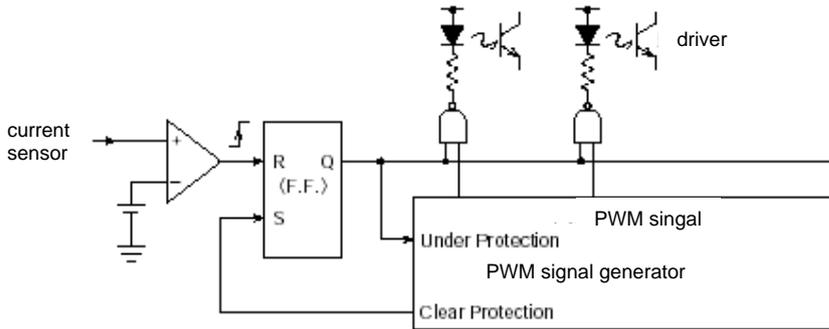 driver
current
sensor
+
−
R Q
(F.F.)
S
PWM singal
Under Protection
PWM signal generator
Clear Protection